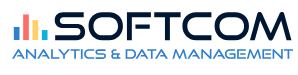 SOFTCOM
ANALYTICS & DATA MANAGEMENT